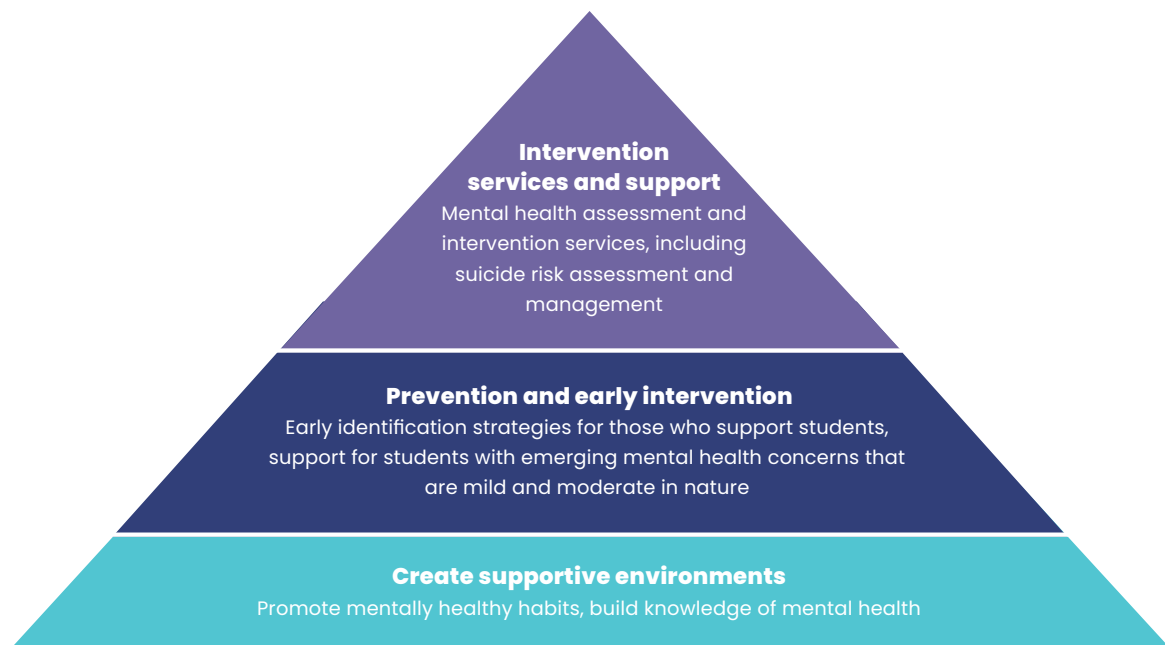 Intervention
services and support
Mental health assessment and
intervention services, including
suicide risk assessment and
management
Prevention and early intervention
Early identification strategies for those who support students,
support for students with emerging mental health concerns that
are mild and moderate in nature
Create supportive environments
Promote mentally healthy habits, build knowledge of mental health